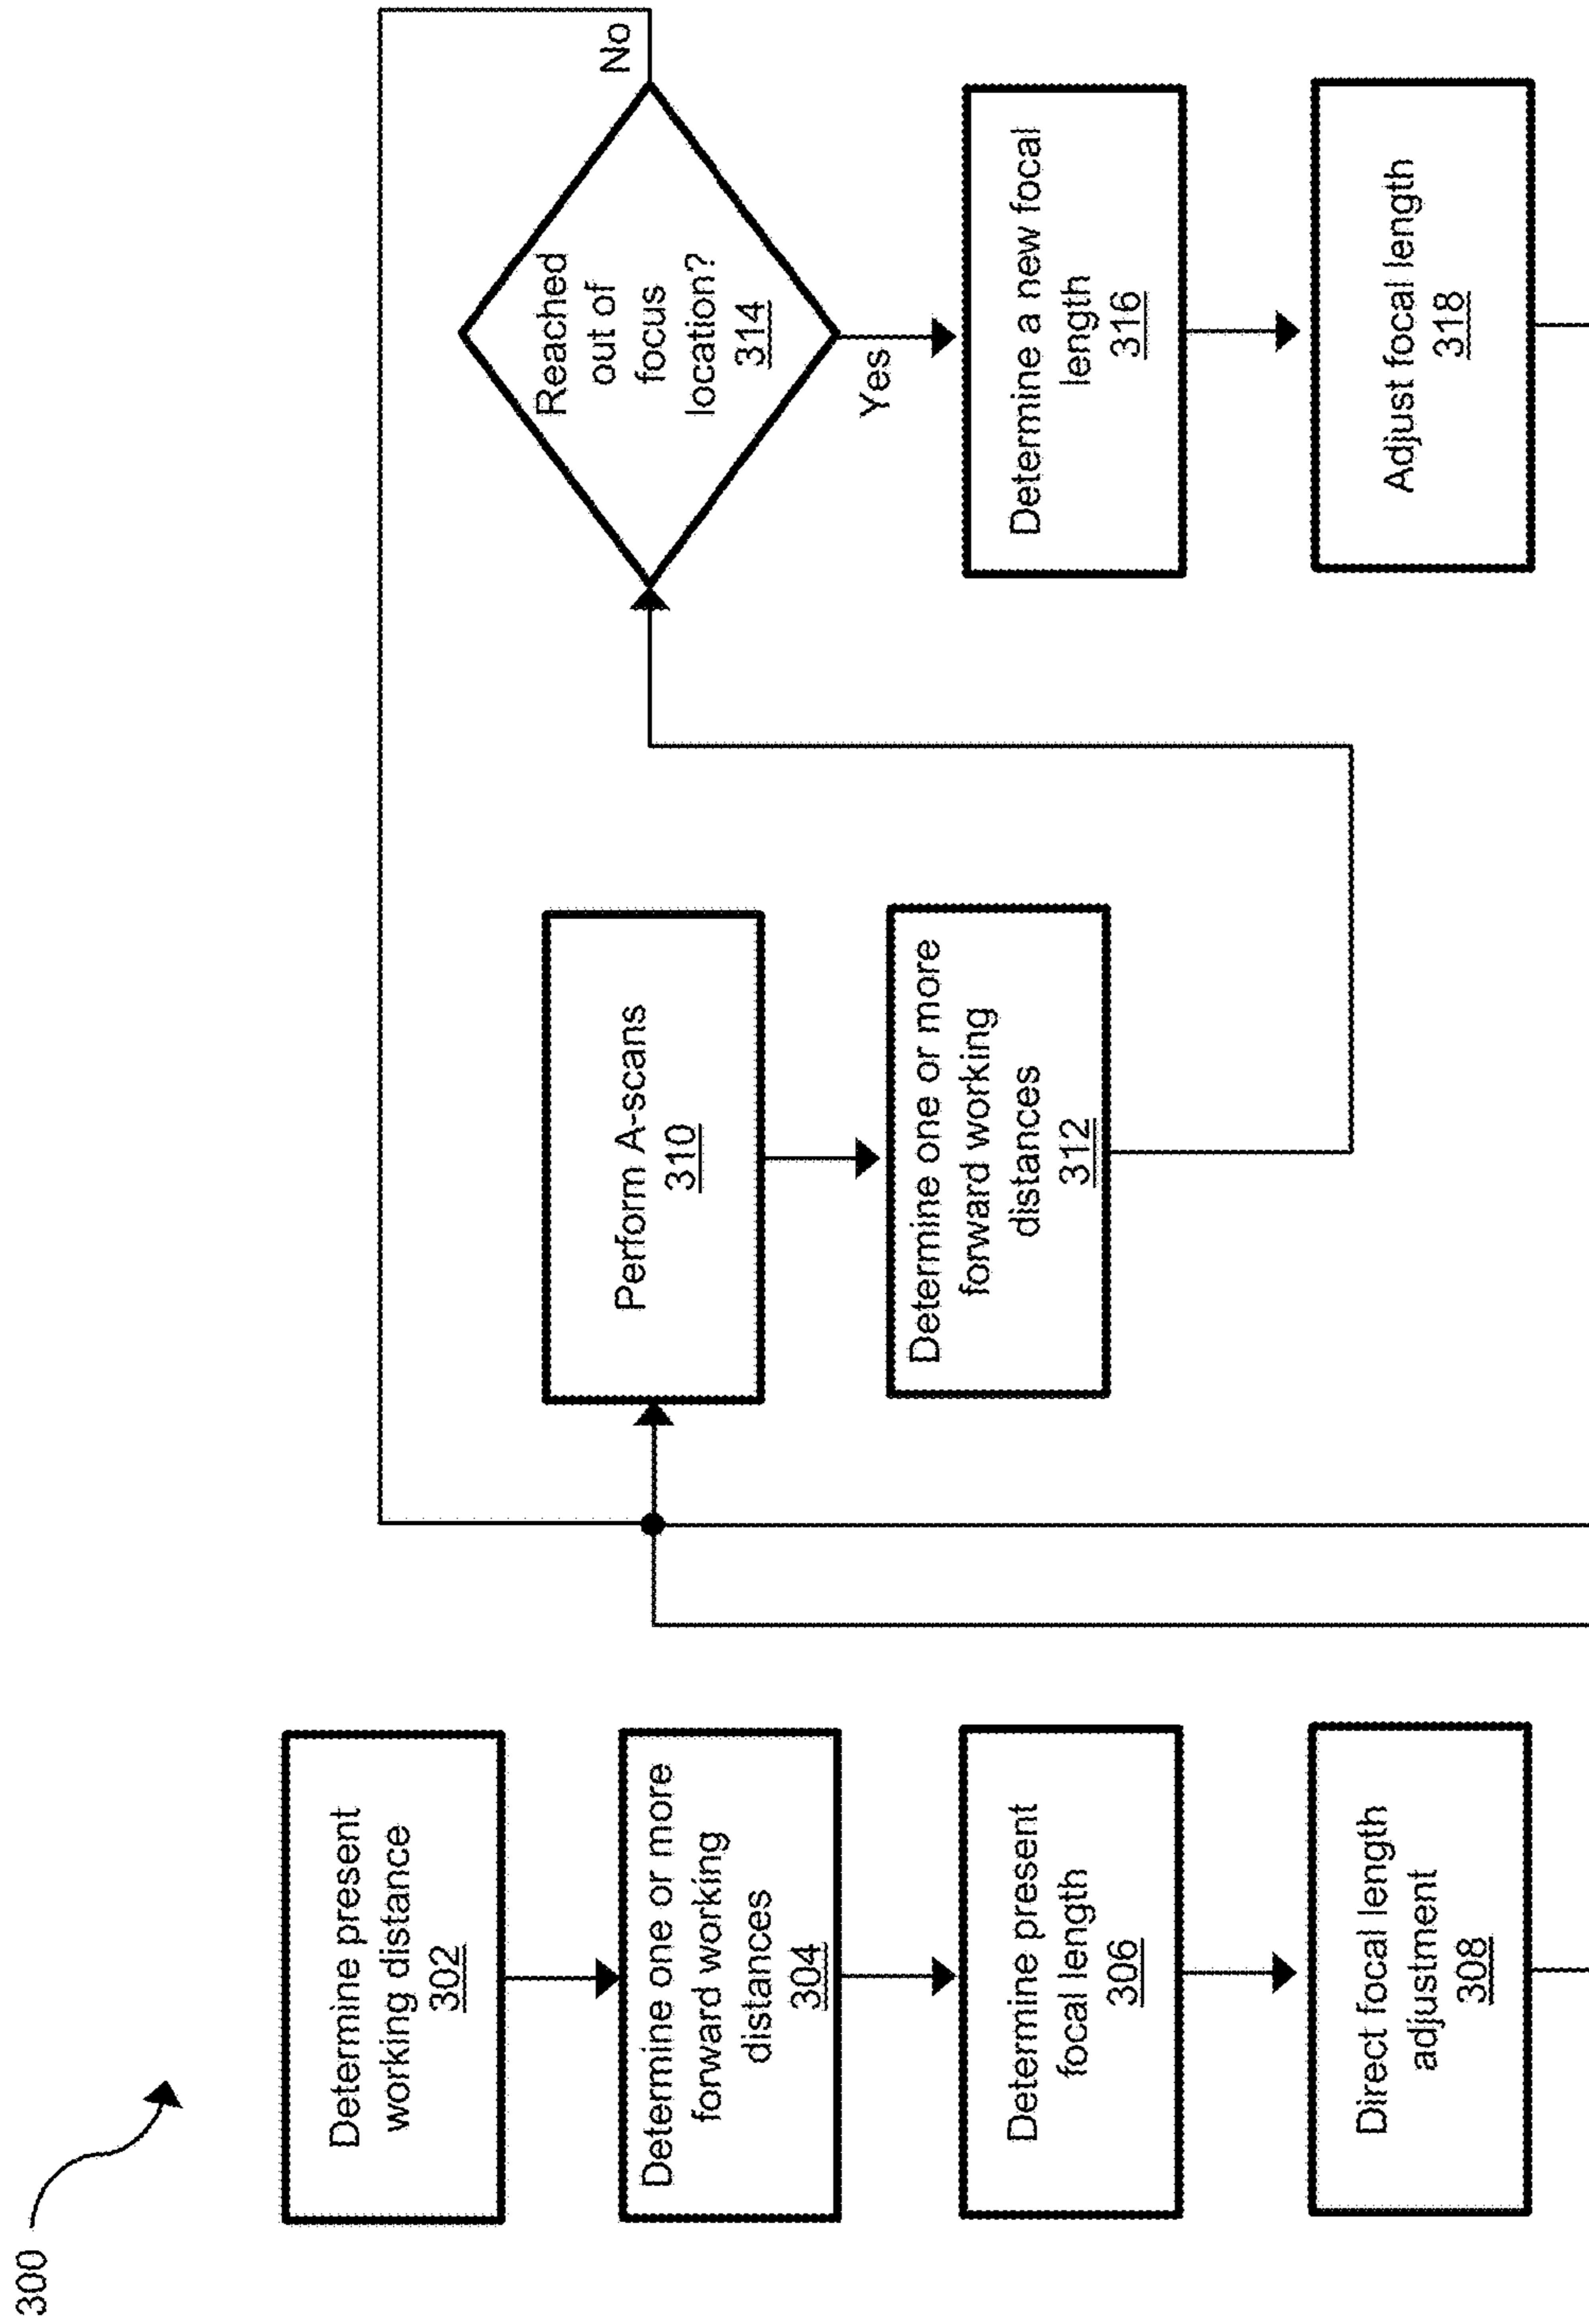 300
Determine present
working distance
302
Determine one or more
forward working
distances
304
Determine present
focal length
306
Direct focal length
adjustment
308
Perform A-scans
310
Determine one or more
forward working
distances
312
Reached
out of
focus
location?
314
No
Yes
Determine a new focal
length
316
Adjust focal length
318